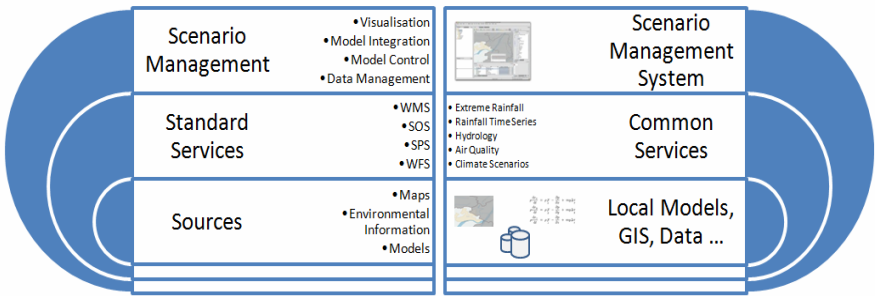 Scenario
Management
•Visualisation
•Model Integration
•Model Control
•Data Management
Scenario
Management
System
Standard
Services
•WMS
•SOS
•SPS
•WFS
• Extreme Rainfall
• Rainfall Time Series
• Hydrology
• Air Quality
• Climate Scenarios
Common
Services
Sources
•Maps
•Environmental
Information
•Models
Local Models,
GIS, Data ...